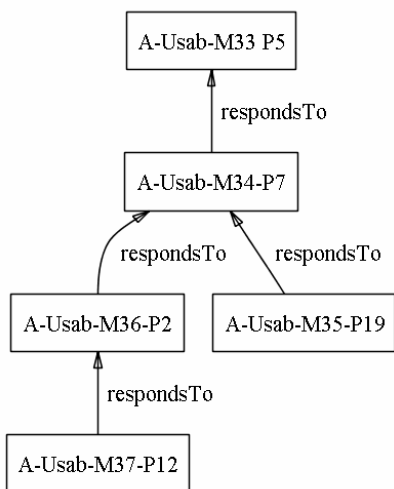 A-Usab-M33 P5
respondsTo
A-Usab-M34-P7
respondsTo
respondsTo
A-Usab-M36-P2
A-Usab-M35-P19
respondsTo
A-Usab-M37-P12